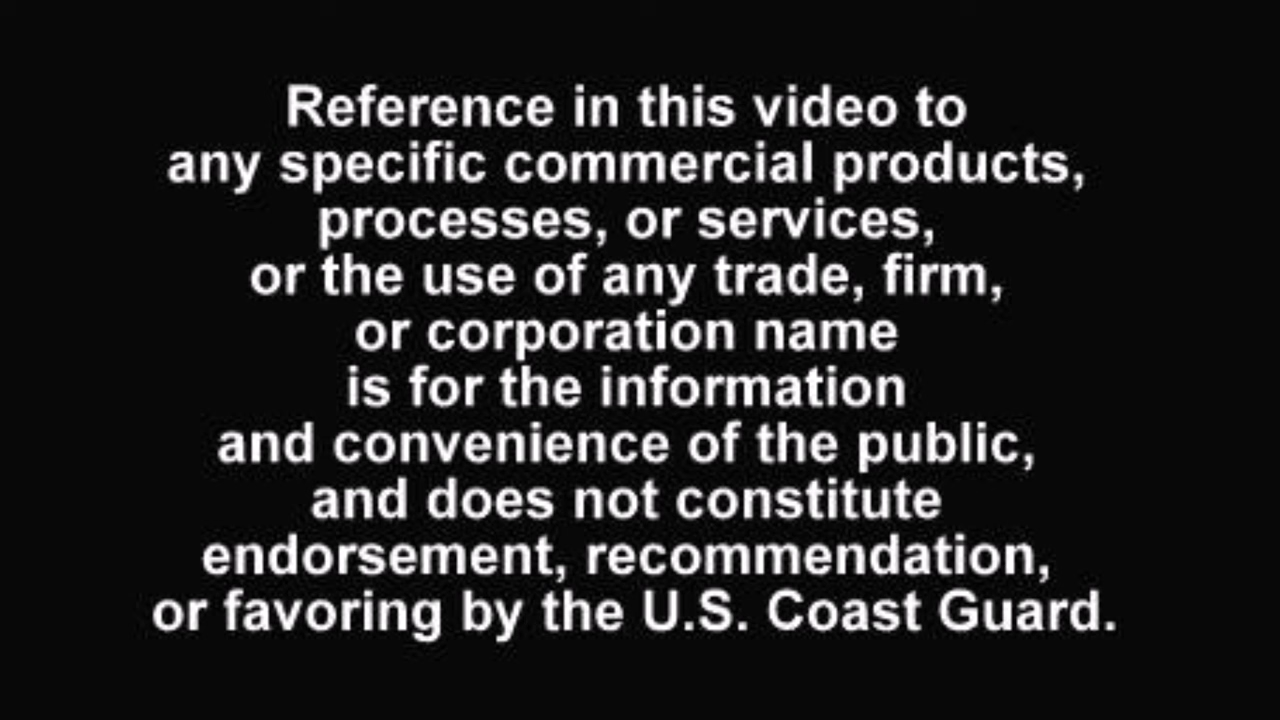 Reference in this video to
any specific commercial products,
processes, or services,
or the use of any trade, firm,
or corporation name
is for the information
and convenience of the public,
and does not constitute
endorsement, recommendation,
or favoring by the U.S. Coast Guard.